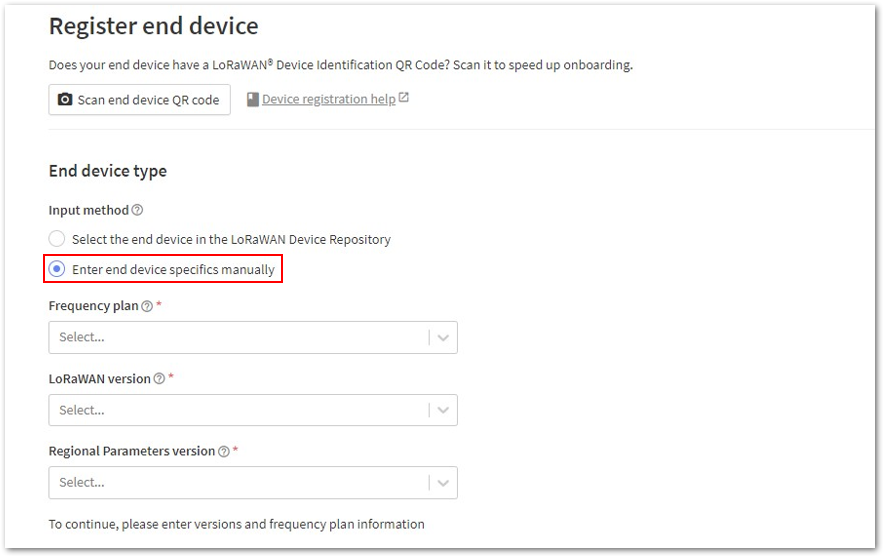 Register end device
Does your end device have a LoRaWAN® Device Identification QR Code? Scan it to speed up onboarding.
Scan end device QR code
Device registration help
End device type
Input method
Select the end device in the LoRaWAN Device Repository
Enter end device specifics manually
Frequency plan *
Select...
LoRaWAN version *
Select...
Regional Parameters version *
Select...
To continue, please enter versions and frequency plan information